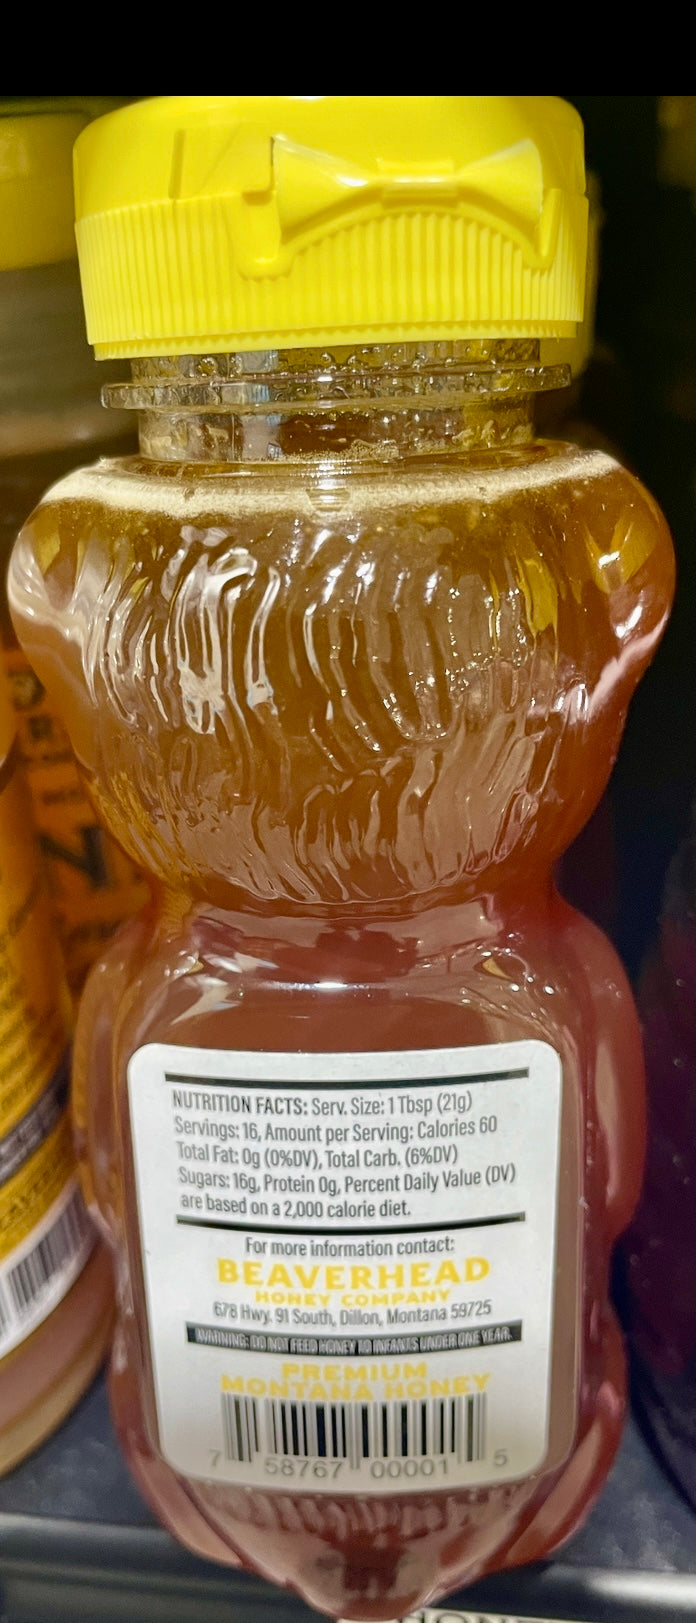 NUTRITION FACTS: Serv. Size: 1 Tbsp (21g)
Servings: 16, Amount per Serving: Calories 60
Total Fat: 0g (0%DV), Total Carb. (6%DV)
Sugars: 16g, Protein 0g, Percent Daily Value (DV)
are based on a 2,000 calorie diet.
For more information contact:
BEAVERHEAD
HONEY COMPANY
678 Hwy. 91 South, Dillon, Montana 59725
WARNING: DO NOT FEED HONEY TO INFANTS UNDER ONE YEAR.
PREMIUM
MONTANA HONEY
7 58767 00001 5